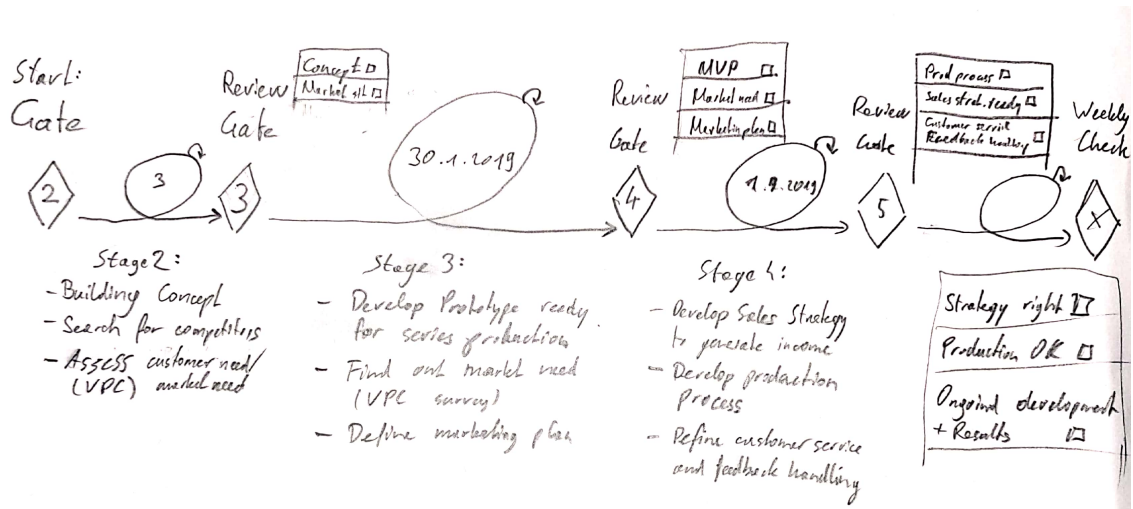 Start:
Gate
2
3
Review
Gate
3
Concept
30.1.2019
Review
Gate
4
MVP
Market need
Marketing plan
1.9.2019
Review
Gate
5
Prod process
Sales strat. ready
Customer service
Feedback handling
Weekly
Check
X
Stage 2:
- Building Concept
- Search for competitors
- Assess customer need/
(VPC) market need
Stage 3:
- Develop Prototype ready
for series production
- Find out market need
(VPC survey)
- Define marketing plan
Stage 4:
- Develop Sales Strategy
to generate income
- Develop production
process
- Refine customer service
and feedback handling
Strategy right
Production OK
Ongoind development
+ Results